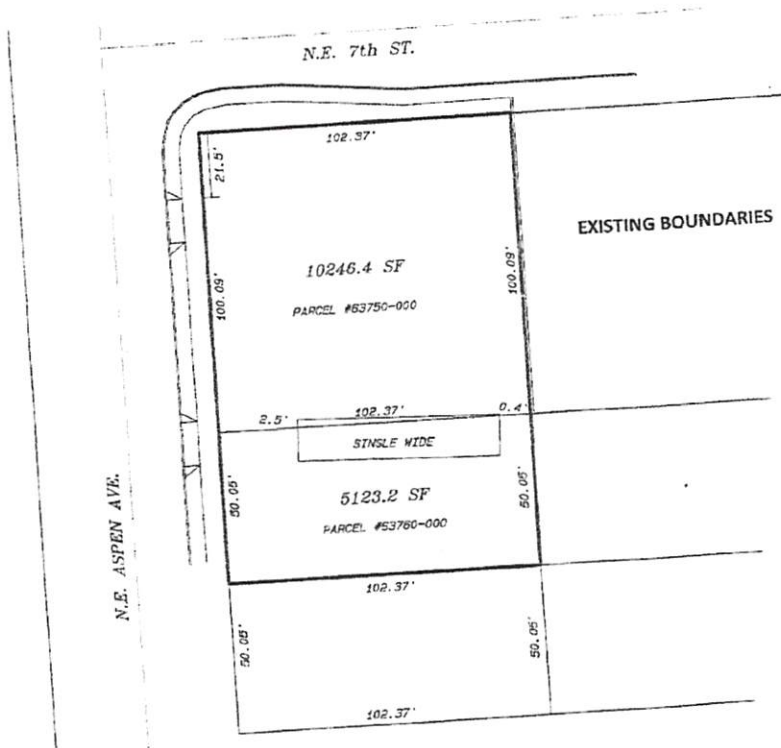 N.E. 7th ST.
102.37'
21.5'
EXISTING BOUNDARIES
10246.4 SF
100.09'
100.09'
PARCEL #63750-000
2.5'
102.37'
0.4'
SINGLE WIDE
50.05'
5123.2 SF
50.05'
PARCEL #53760-000
N.E. ASPEN AVE.
102.37'
50.05'
50.05'
102.37'